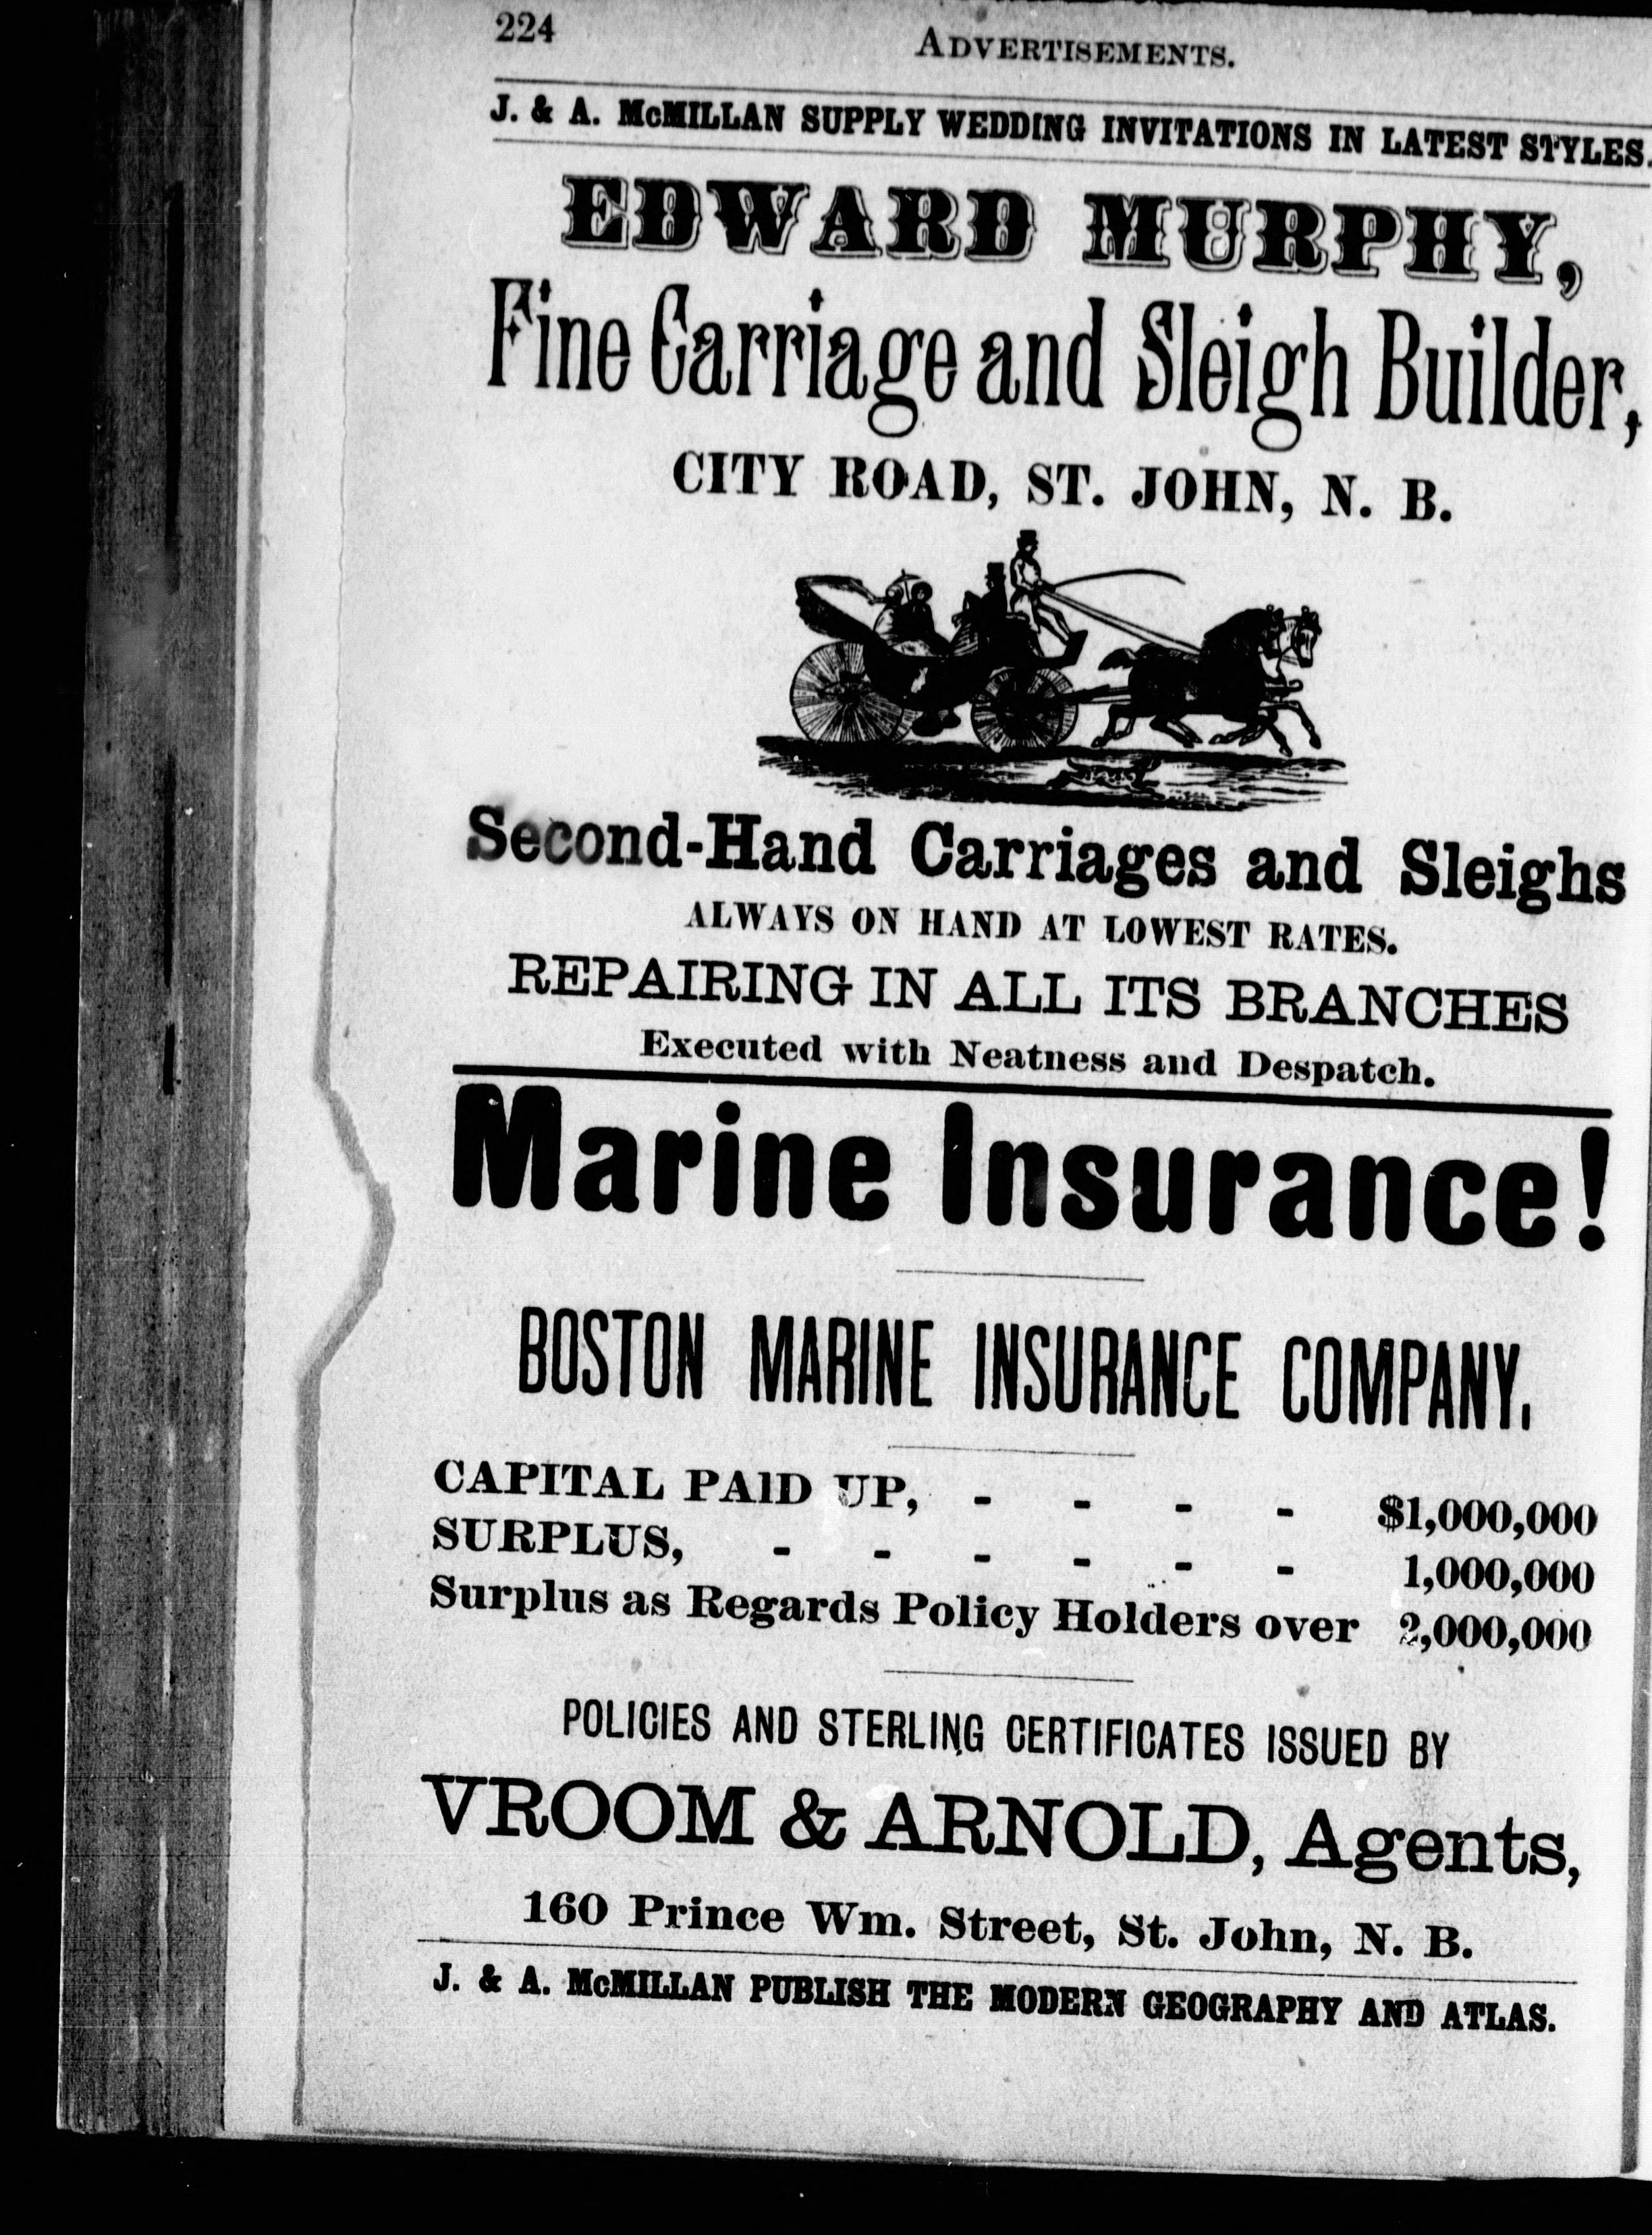 224
ADVERTISEMENTS.
J. & A. McMILLAN SUPPLY WEDDING INVITATIONS IN LATEST STYLES.
EDWARD MURPHY,
Fine Carriage and Sleigh Builder,
CITY ROAD, ST. JOHN, N. B.
Second-Hand Carriages and Sleighs
ALWAYS ON HAND AT LOWEST RATES.
REPAIRING IN ALL ITS BRANCHES
Executed with Neatness and Despatch.
Marine Insurance!
BOSTON MARINE INSURANCE COMPANY.
CAPITAL PAID UP, - - - - $1,000,000
SURPLUS, - - - - - - 1,000,000
Surplus as Regards Policy Holders over 2,000,000
POLICIES AND STERLING CERTIFICATES ISSUED BY
VROOM & ARNOLD, Agents,
160 Prince Wm. Street, St. John, N. B.
J. & A. McMILLAN PUBLISH THE MODERN GEOGRAPHY AND ATLAS.